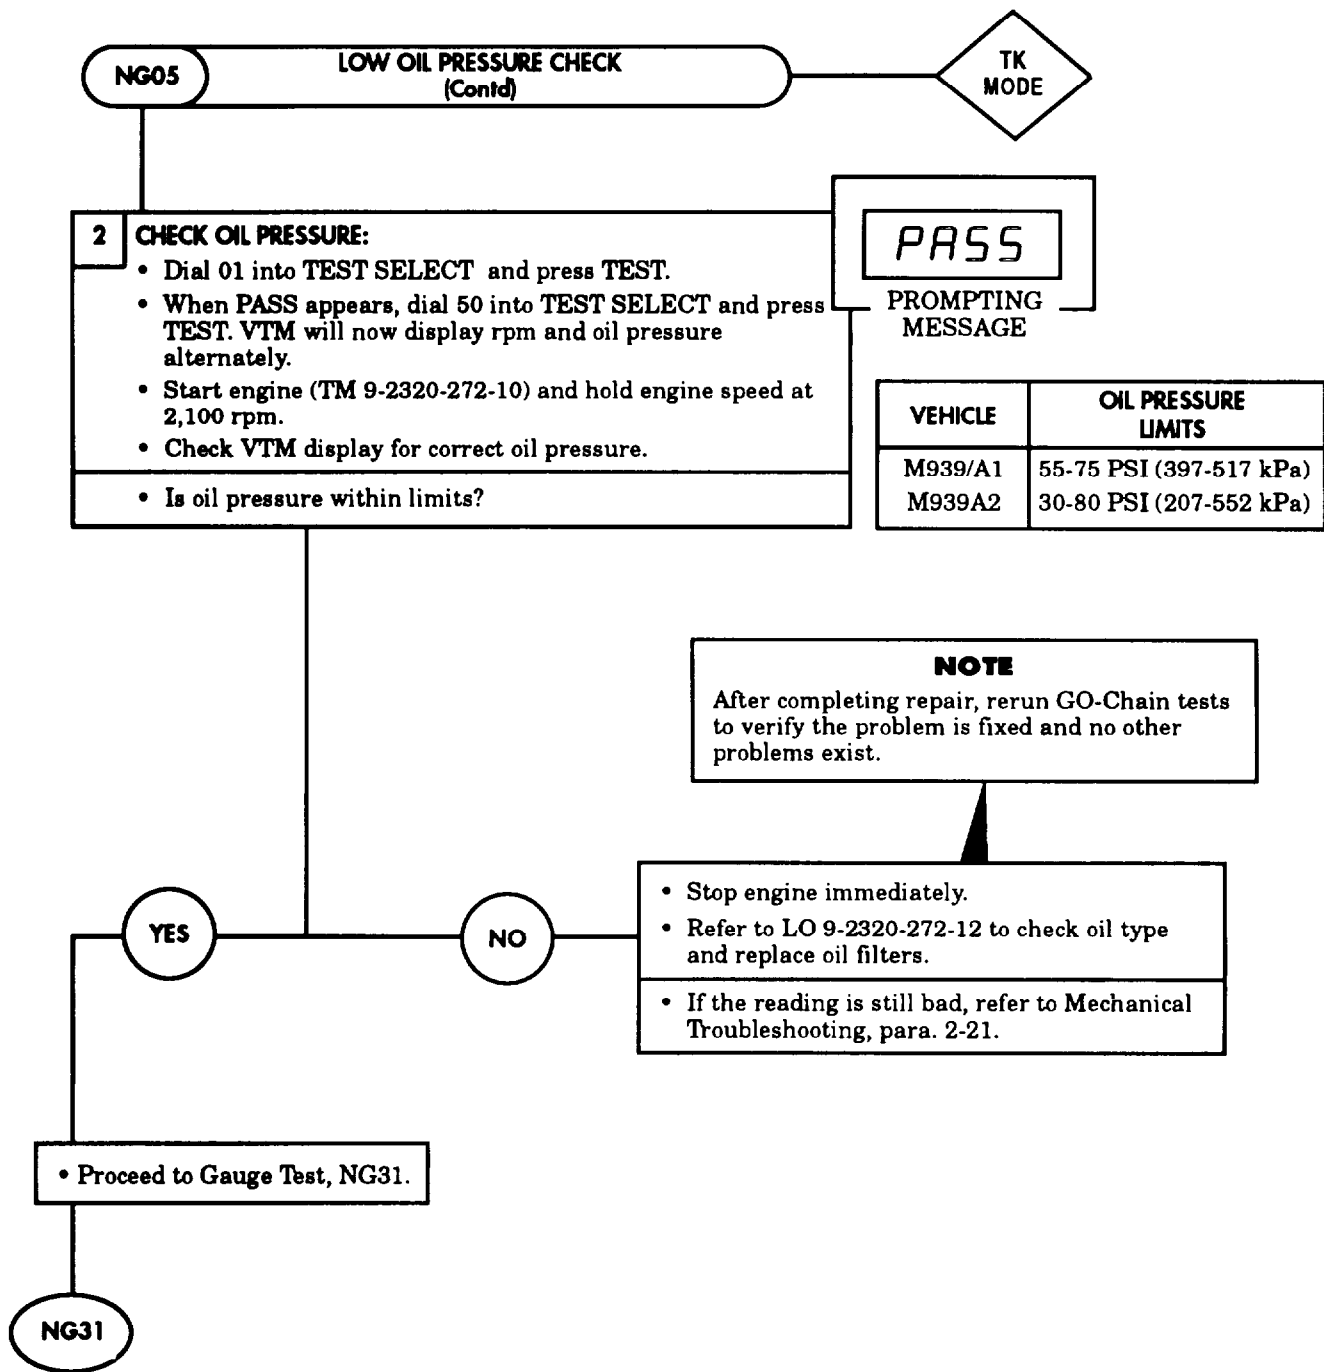 NG05
LOW OIL PRESSURE CHECK
(Contd)
TK
MODE
2
CHECK OIL PRESSURE:
• Dial 01 into TEST SELECT and press TEST.
• When PASS appears, dial 50 into TEST SELECT and press
TEST. VTM will now display rpm and oil pressure
alternately.
• Start engine (TM 9-2320-272-10) and hold engine speed at
2,100 rpm.
• Check VTM display for correct oil pressure.
• Is oil pressure within limits?
PASS
PROMPTING
MESSAGE
VEHICLE
OIL PRESSURE
LIMITS
M939/A1 55-75 PSI (397-517 kPa)
M939A2 30-80 PSI (207-552 kPa)
NOTE
After completing repair, rerun GO-Chain tests
to verify the problem is fixed and no other
problems exist.
YES
NO
• Stop engine immediately.
• Refer to LO 9-2320-272-12 to check oil type
and replace oil filters.
• If the reading is still bad, refer to Mechanical
Troubleshooting, para. 2-21.
• Proceed to Gauge Test, NG31.
NG31